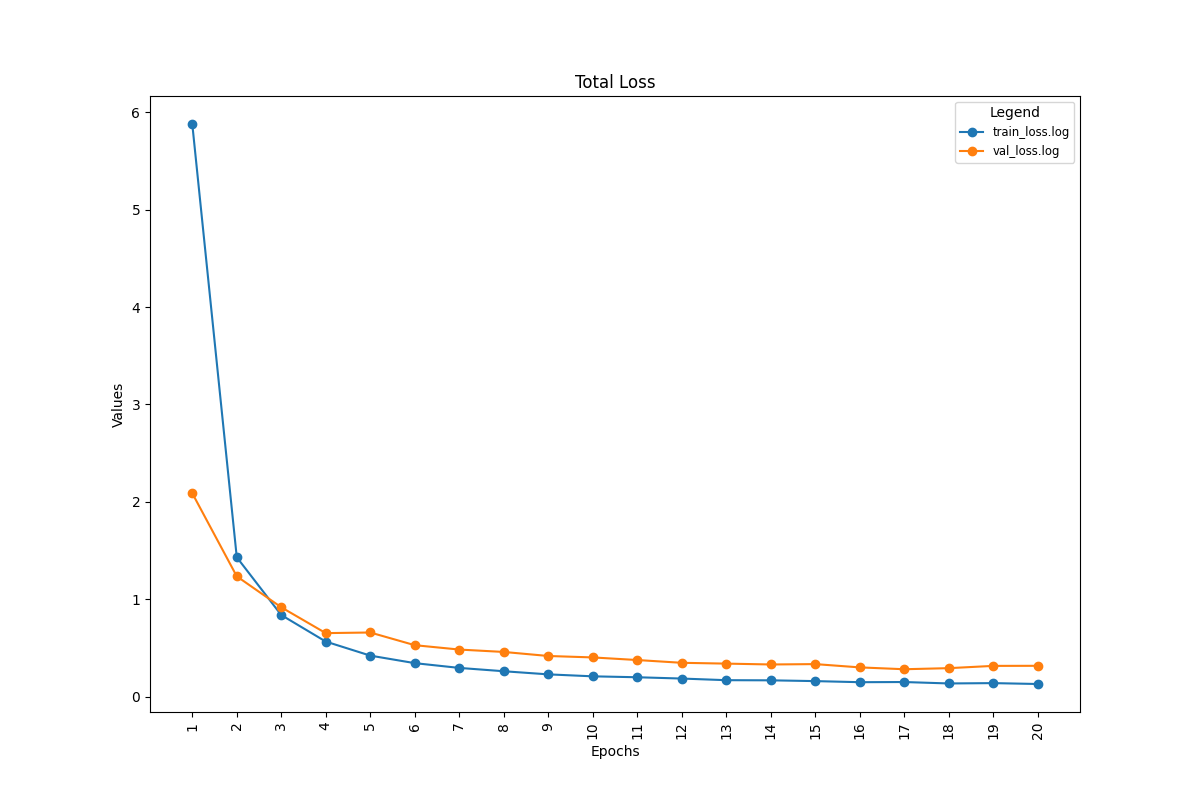 Total Loss
Legend
train_loss.log
val_loss.log
6
5
4
3
2
1
0
Values
1 2 3 4 5 6 7 8 9 10 11 12 13 14 15 16 17 18 19 20
Epochs